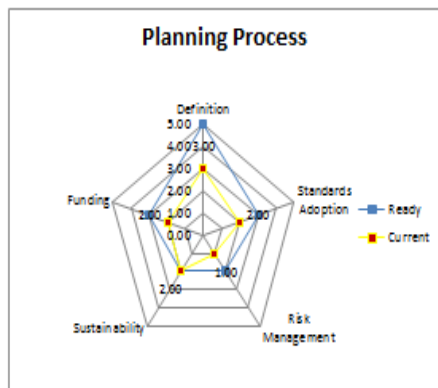 Planning Process
Definition
5.00
4.00
3.00
3.00
2.00
1.00
0.00
Funding
2.00
2.00
Standards
Adoption
Ready
Current
1.00
2.00
Sustainability
Risk
Management